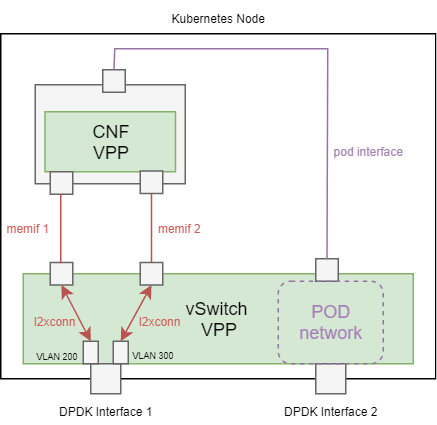 Kubernetes Node
CNF
VPP
pod interface
memif 1
memif 2
l2xconn
l2xconn
vSwitch
VPP
POD
network
VLAN 200
VLAN 300
DPDK Interface 1
DPDK Interface 2